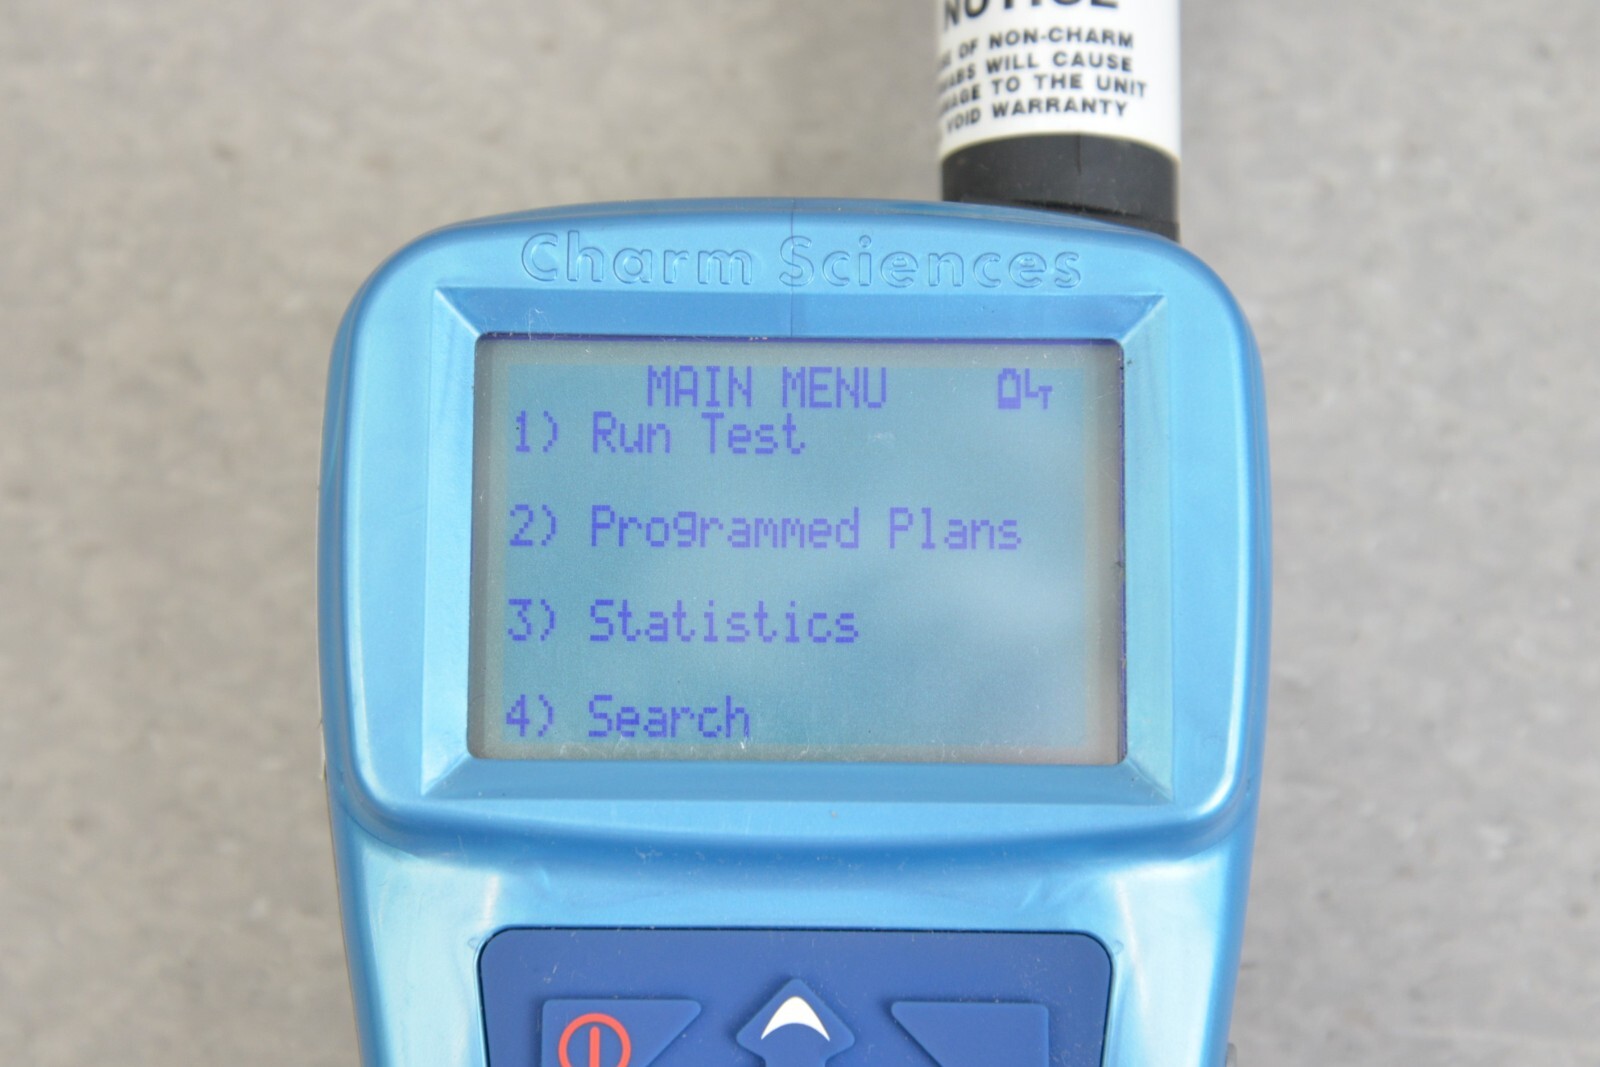 NOTICE
OF NON-CHARM
WILL CAUSE
TO THE UNIT
VOID WARRANTY
Charm Sciences
MAIN MENU
1) Run Test
2) Programmed Plans
3) Statistics
4) Search